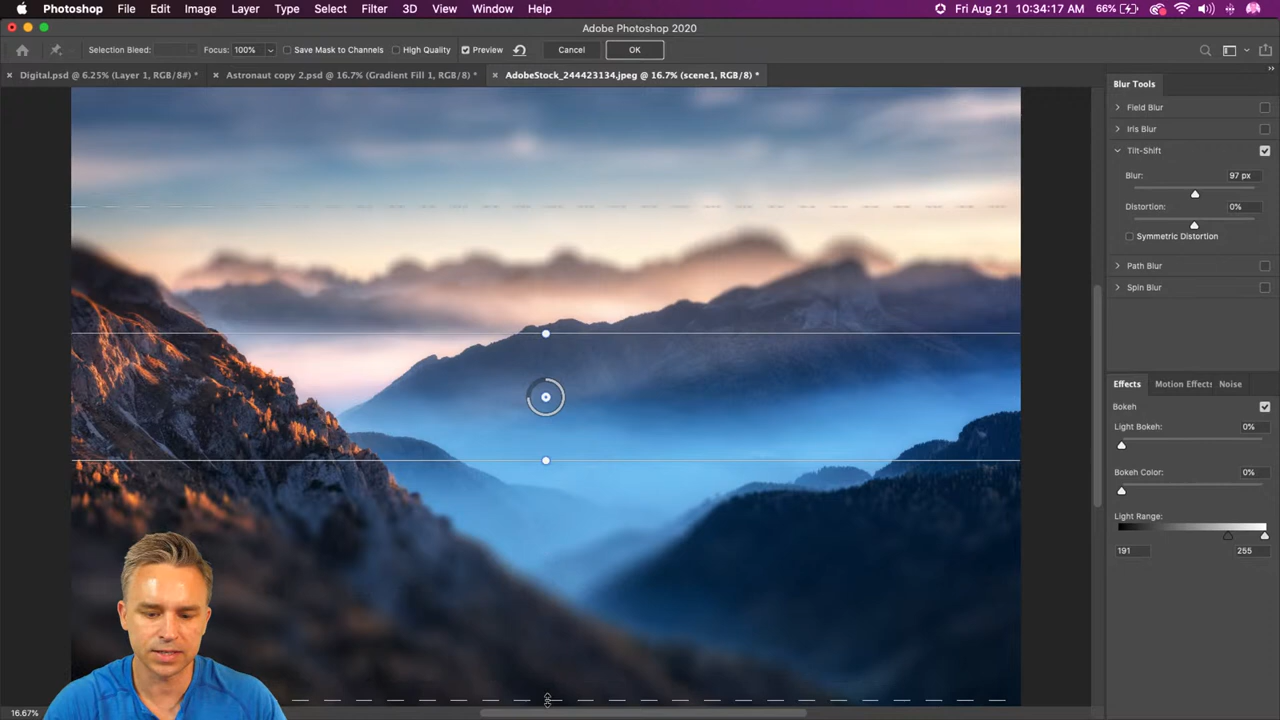 Photoshop File Edit Image Layer Type Select Filter 3D View Window Help Fri Aug 21 10:34:17 AM 66%
Adobe Photoshop 2020
Selection Bleed: Focus: 100% Save Mask to Channels High Quality Preview Cancel OK
Digital.psd @ 6.25% (Layer 1, RGB/8#) * Astronaut copy 2.psd @ 16.7% (Gradient Fill 1, RGB/8) * AdobeStock_244423134.jpeg @ 16.7% (scene1, RGB/8) *
Blur Tools
Field Blur
Iris Blur
Tilt-Shift
Blur: 97 px
Distortion: 0%
Symmetric Distortion
Path Blur
Spin Blur
Effects Motion Effects Noise
Bokeh
Light Bokeh: 0%
Bokeh Color: 0%
Light Range:
191 255
16.67%